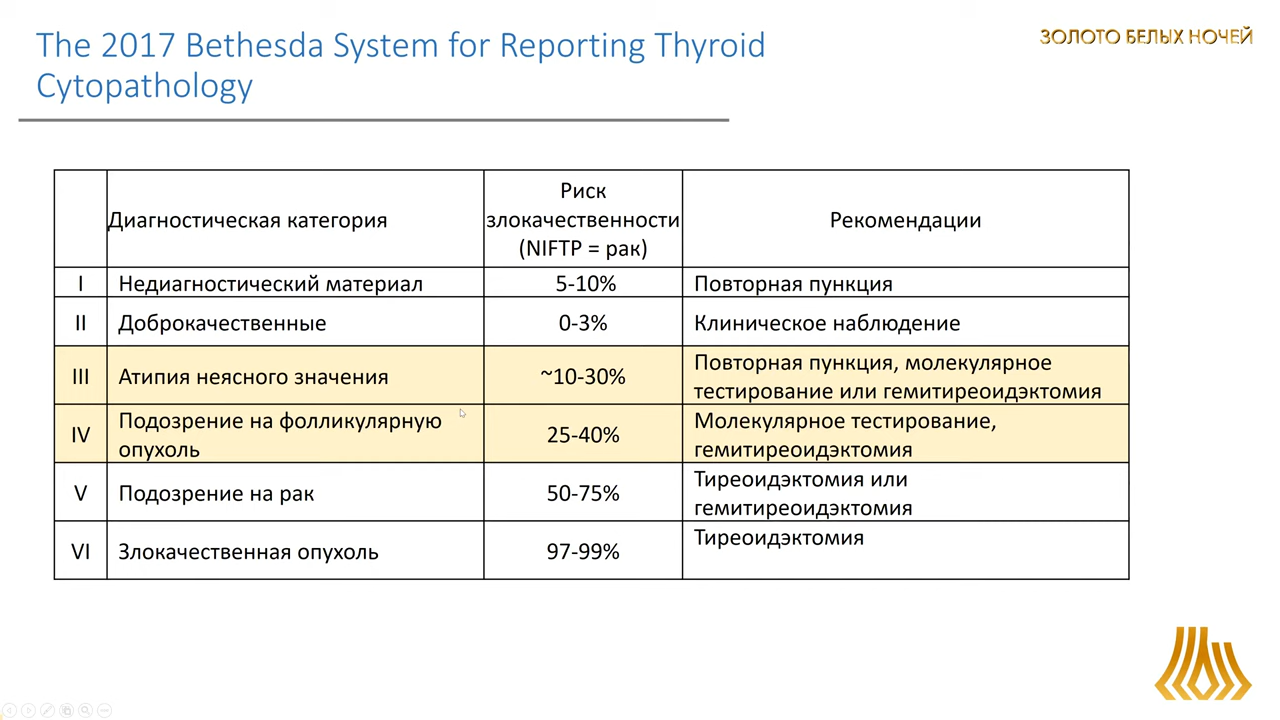 The 2017 Bethesda System for Reporting Thyroid
Cytopathology
ЗОЛОТО БЕЛЫХ НОЧЕЙ
Диагностическая категория
Риск
злокачественности
(NIFTP = рак)
Рекомендации
I
Недиагностический материал
5-10%
Повторная пункция
II
Доброкачественные
0-3%
Клиническое наблюдение
III
Атипия неясного значения
~10-30%
Повторная пункция, молекулярное
тестирование или гемитиреоидэктомия
IV
Подозрение на фолликулярную
опухоль
25-40%
Молекулярное тестирование,
гемитиреоидэктомия
V
Подозрение на рак
50-75%
Тиреоидэктомия или
гемитиреоидэктомия
VI
Злокачественная опухоль
97-99%
Тиреоидэктомия